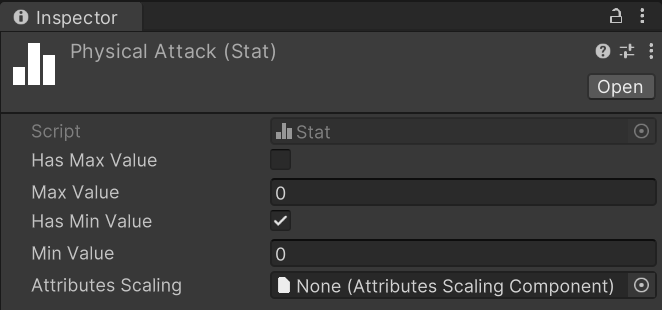 Inspector
Physical Attack (Stat)
Open
Script Stat
Has Max Value
Max Value 0
Has Min Value
Min Value 0
Attributes Scaling None (Attributes Scaling Component)